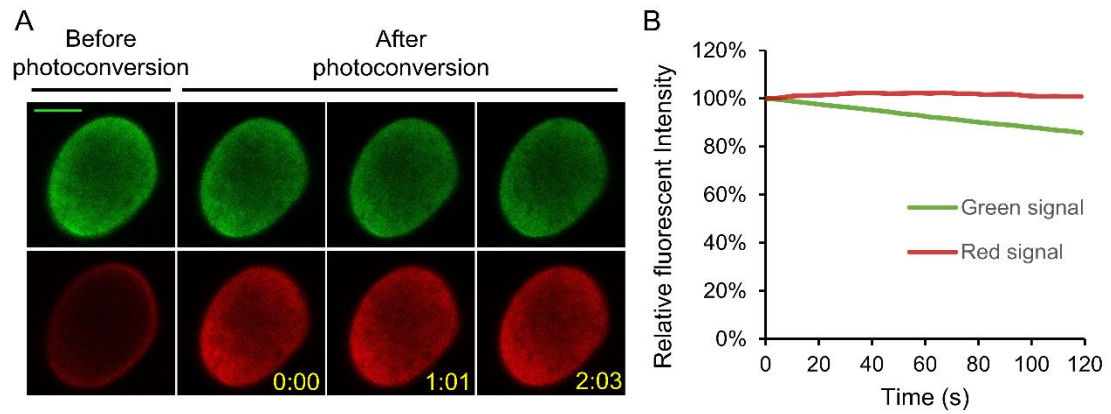 A
Before
photoconversion
After
photoconversion
0:00
1:01
2:03
B
Relative fluorescent Intensity
120%
100%
80%
60%
40%
20%
0%
Green signal
Red signal
0 20 40 60 80 100 120
Time (s)